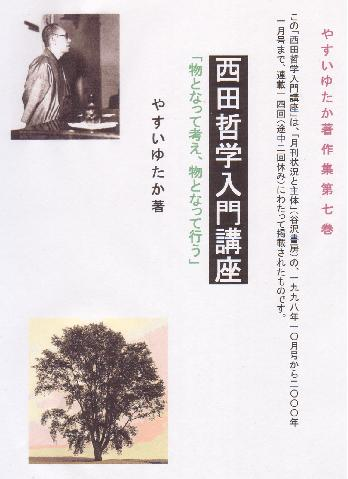 やすいゆたか著作集第七巻
この「西田哲学入門講座」は、『月刊状況と主体』(谷沢書房)の、一九九八年一〇月号から二〇〇〇年
一月号まで、連載一四回(途中二回休み)にわたって掲載されたものです。
西田哲学入門講座
「物となって考え、物となって行う」
やすいゆたか著